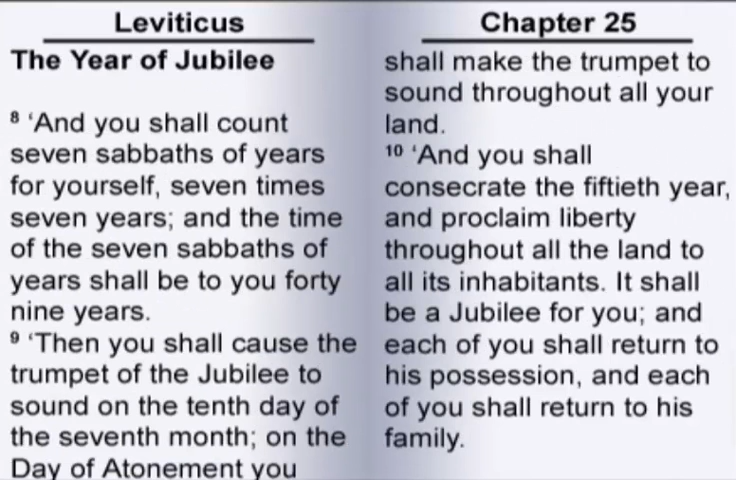 Leviticus
The Year of Jubilee
⁸ ‘And you shall count
seven sabbaths of years
for yourself, seven times
seven years; and the time
of the seven sabbaths of
years shall be to you forty
nine years.
⁹ ‘Then you shall cause the
trumpet of the Jubilee to
sound on the tenth day of
the seventh month; on the
Day of Atonement you
Chapter 25
shall make the trumpet to
sound throughout all your
land.
¹⁰ ‘And you shall
consecrate the fiftieth year,
and proclaim liberty
throughout all the land to
all its inhabitants. It shall
be a Jubilee for you; and
each of you shall return to
his possession, and each
of you shall return to his
family.